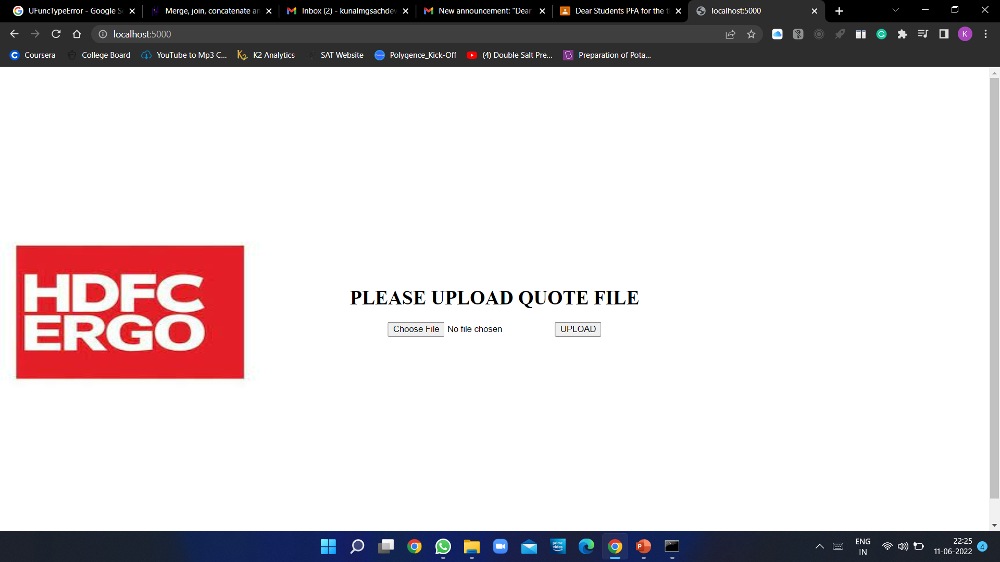 UFuncTypeError - Google S
Merge, join, concatenate an
Inbox (2) - kunalmgsachdev
New announcement: "Dear
Dear Students PFA for the t
localhost:5000
localhost:5000
K
Coursera
College Board
YouTube to Mp3 C...
K2 Analytics
SAT Website
Polygence_Kick-Off
(4) Double Salt Pre...
Preparation of Pota...
HDFC
ERGO
PLEASE UPLOAD QUOTE FILE
Choose File No file chosen
UPLOAD
prime
video
ENG
IN
22:25
11-06-2022
4